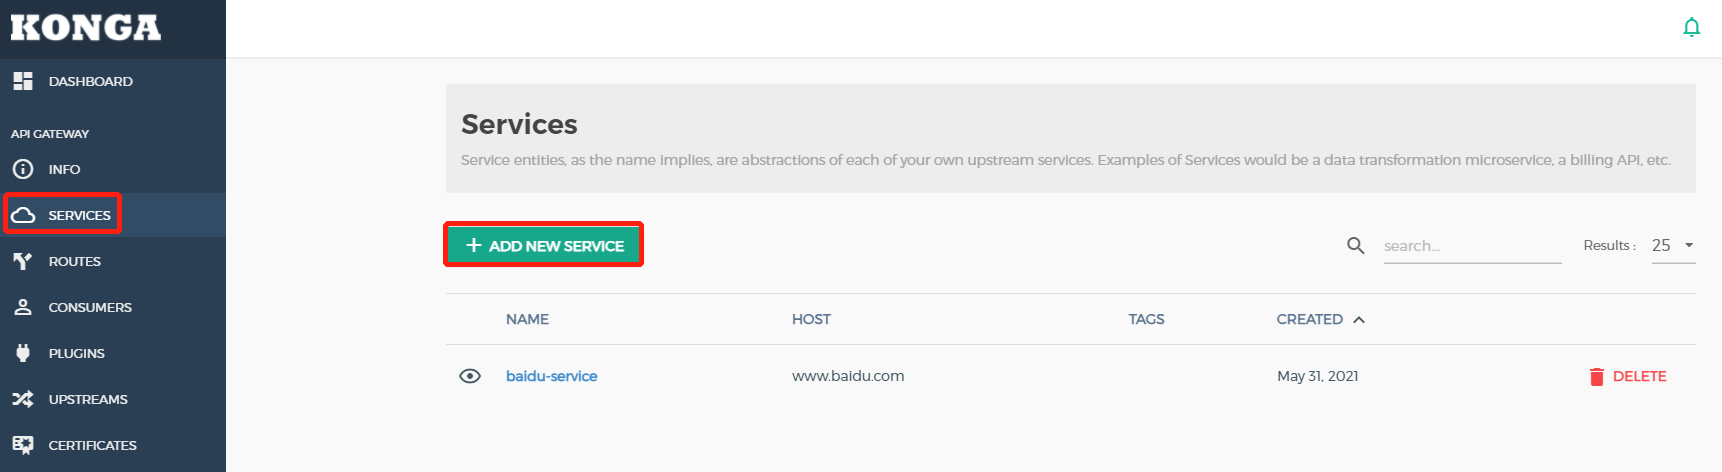 KONGA
DASHBOARD
API GATEWAY
INFO
SERVICES
ROUTES
CONSUMERS
PLUGINS
UPSTREAMS
CERTIFICATES
Services
Service entities, as the name implies, are abstractions of each of your own upstream services. Examples of Services would be a data transformation microservice, a billing API, etc.
+ ADD NEW SERVICE
search...
Results : 25
NAME HOST TAGS CREATED
baidu-service www.baidu.com May 31, 2021 DELETE